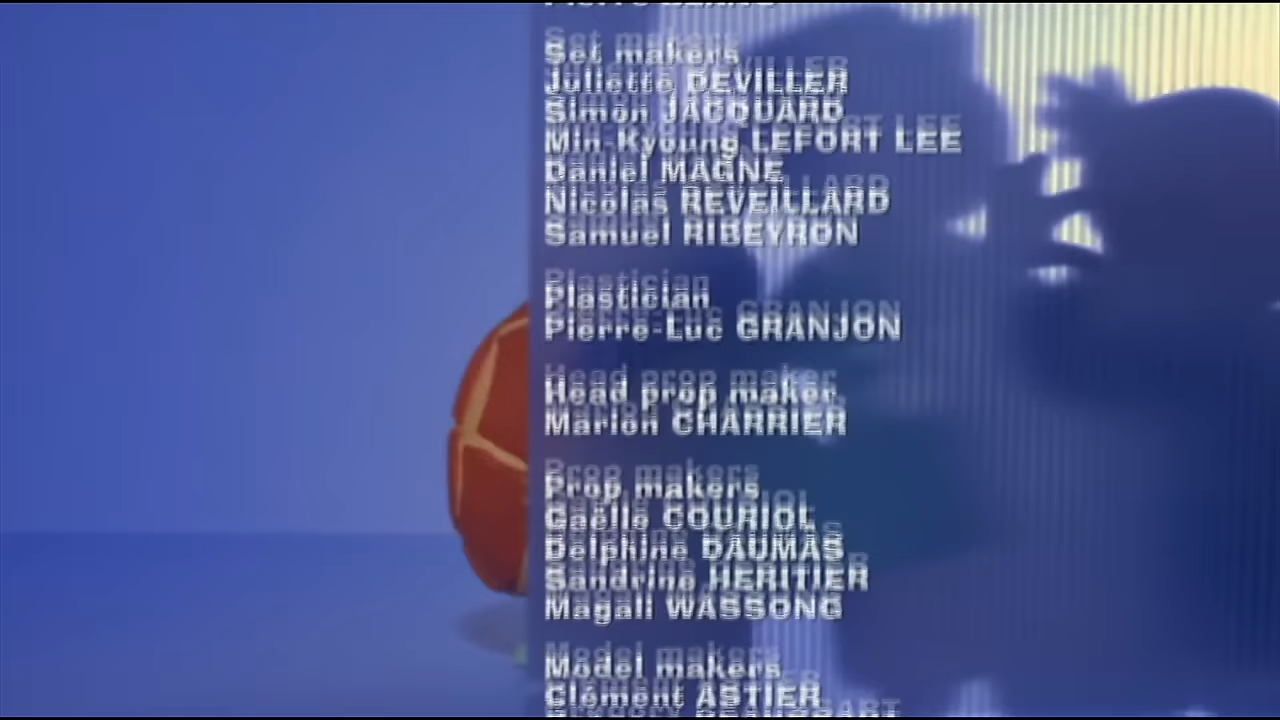 Set makers
Juliette DEVILLER
Simon JACQUARD
Min-Kyoung LEFORT LEE
Daniel MAGNE
Nicolas REVEILLARD
Samuel RIBEYRON
Plastician
Pierre-Luc GRANJON
Head prop maker
Marion CHARRIER
Prop makers
Gaëlle COURIOL
Delphine DAUMAS
Sandrine HERITIER
Magali WASSONG
Model makers
Clément ASTIER